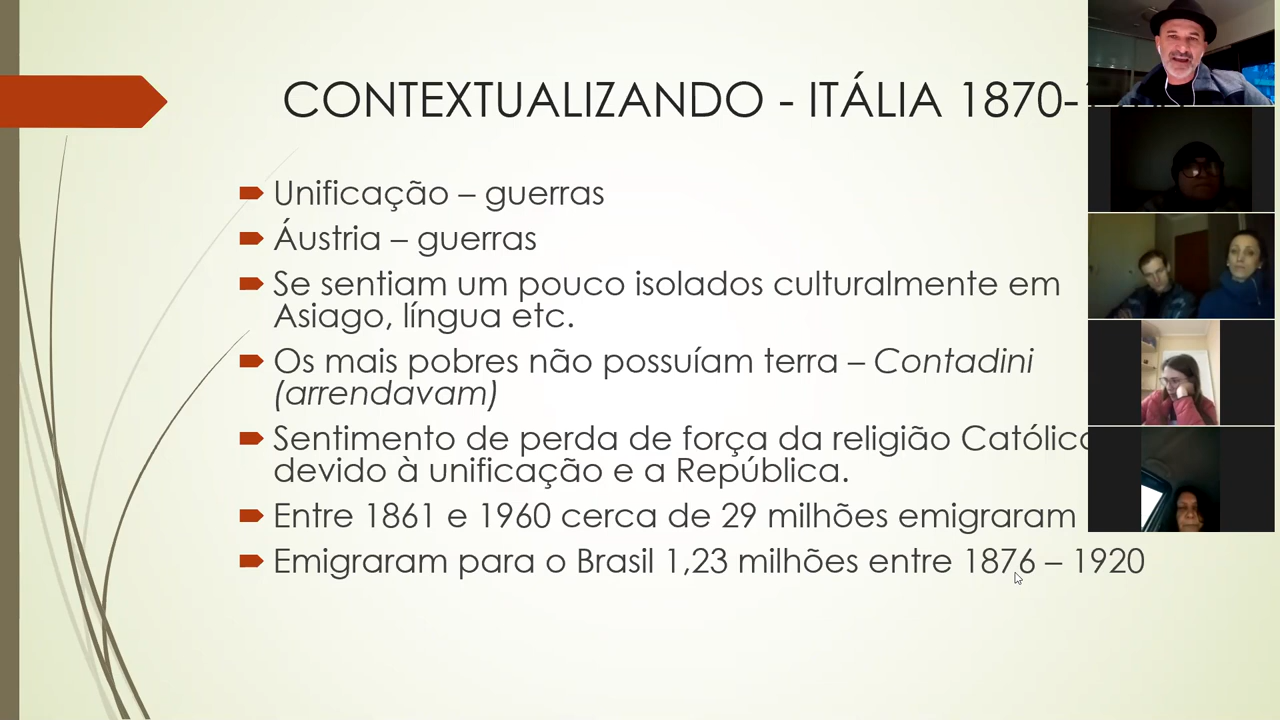 CONTEXTUALIZANDO - ITÁLIA 1870-
Unificação – guerras
Áustria – guerras
Se sentiam um pouco isolados culturalmente em
Asiago, língua etc.
Os mais pobres não possuíam terra – Contadini
(arrendavam)
Sentimento de perda de força da religião Católica
devido à unificação e a República.
Entre 1861 e 1960 cerca de 29 milhões emigraram
Emigraram para o Brasil 1,23 milhões entre 1876 – 1920